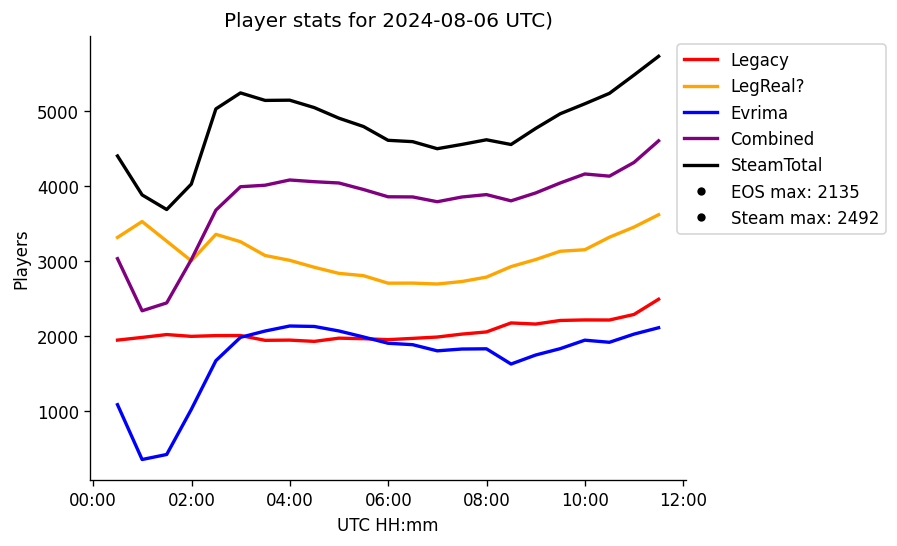 Player stats for 2024-08-06 UTC)
Legacy
LegReal?
Evrima
Combined
SteamTotal
EOS max: 2135
Steam max: 2492
Players
5000
4000
3000
2000
1000
00:00 02:00 04:00 06:00 08:00 10:00 12:00
UTC HH:mm